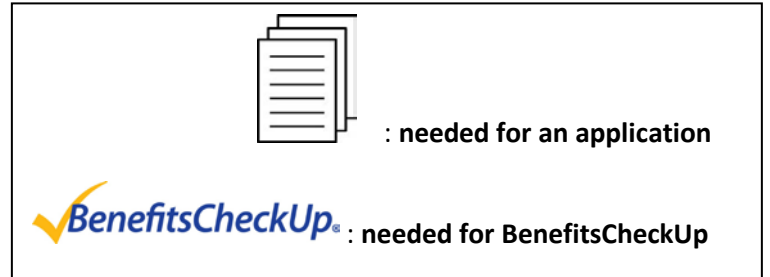 : needed for an application
BenefitsCheckUp® : needed for BenefitsCheckUp